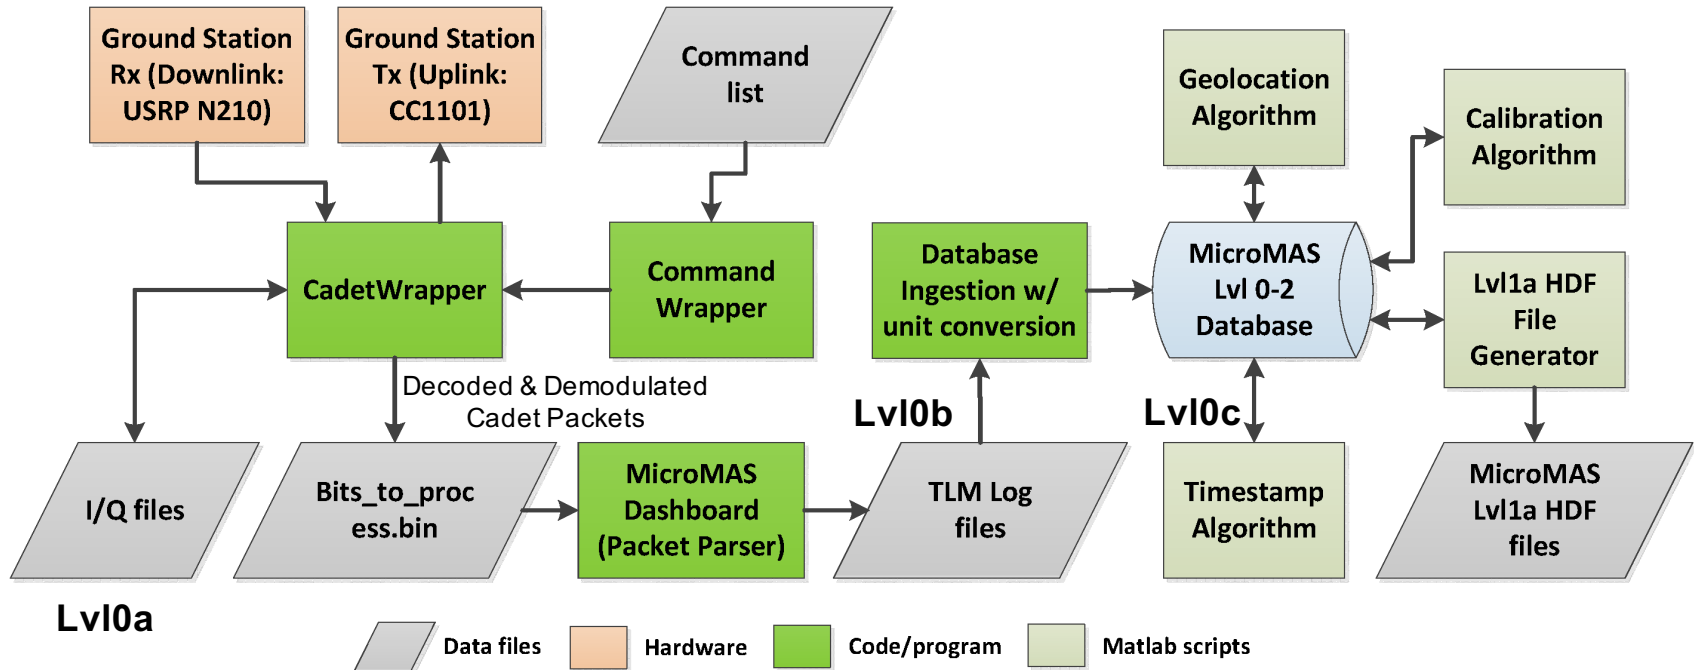 Ground Station
Rx (Downlink:
USRP N210)
Ground Station
Tx (Uplink:
CC1101)
Command
list
Geolocation
Algorithm
Calibration
Algorithm
CadetWrapper
Command
Wrapper
Database
Ingestion w/
unit conversion
MicroMAS
Lvl 0-2
Database
Lvl1a HDF
File
Generator
Decoded & Demodulated
Cadet Packets
Lvl0b
Lvl0c
I/Q files
Bits_to_proc
ess.bin
MicroMAS
Dashboard
(Packet Parser)
TLM Log
files
Timestamp
Algorithm
MicroMAS
Lvl1a HDF
files
Lvl0a
Data files
Hardware
Code/program
Matlab scripts